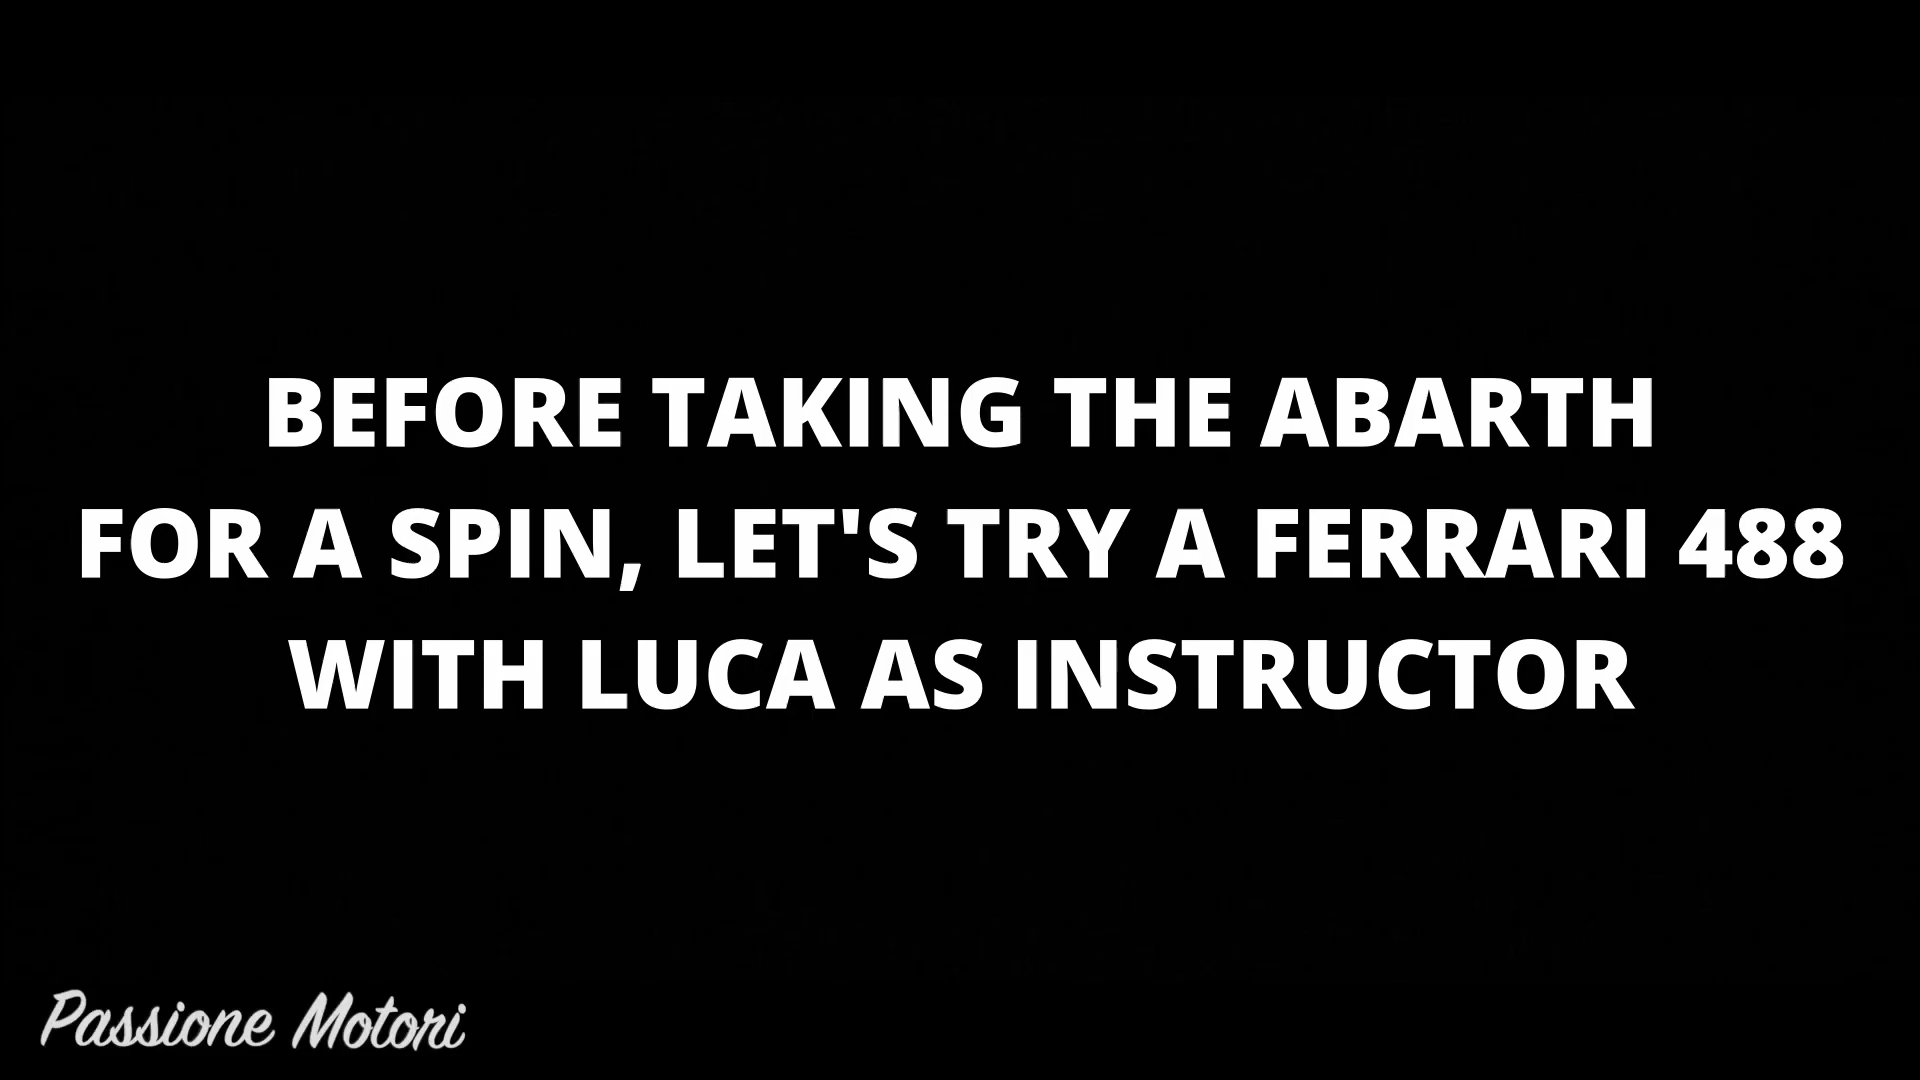 BEFORE TAKING THE ABARTH
FOR A SPIN, LET'S TRY A FERRARI 488
WITH LUCA AS INSTRUCTOR
Passione Motori